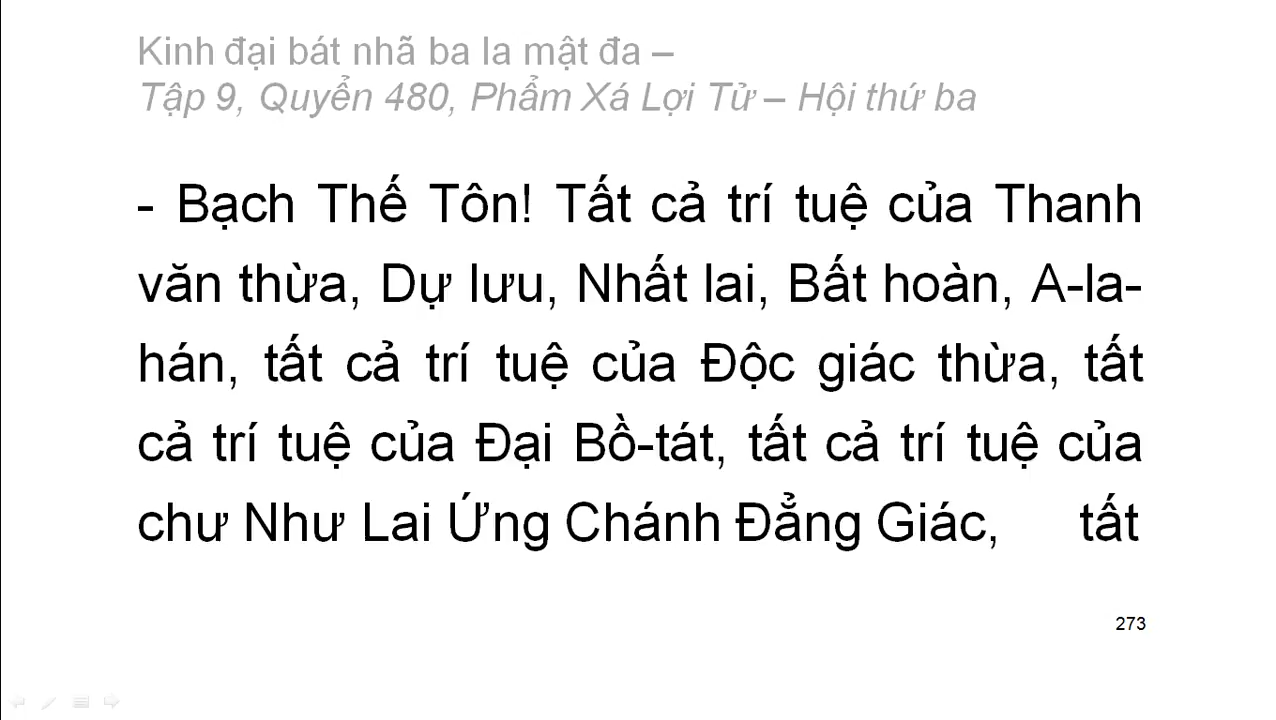 Kinh đại bát nhã ba la mật đa –
Tập 9, Quyển 480, Phẩm Xá Lợi Tử – Hội thứ ba
- Bạch Thế Tôn! Tất cả trí tuệ của Thanh
văn thừa, Dự lưu, Nhất lai, Bất hoàn, A-la-
hán, tất cả trí tuệ của Độc giác thừa, tất
cả trí tuệ của Đại Bồ-tát, tất cả trí tuệ của
chư Như Lai Ứng Chánh Đẳng Giác, tất
273